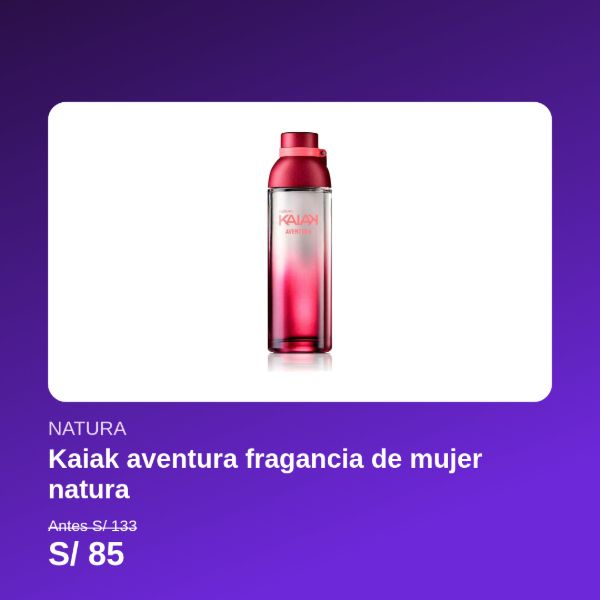 KAIAK
AVENTURA
NATURA
Kaiak aventura fragancia de mujer
natura
Antes S/ 133
S/ 85